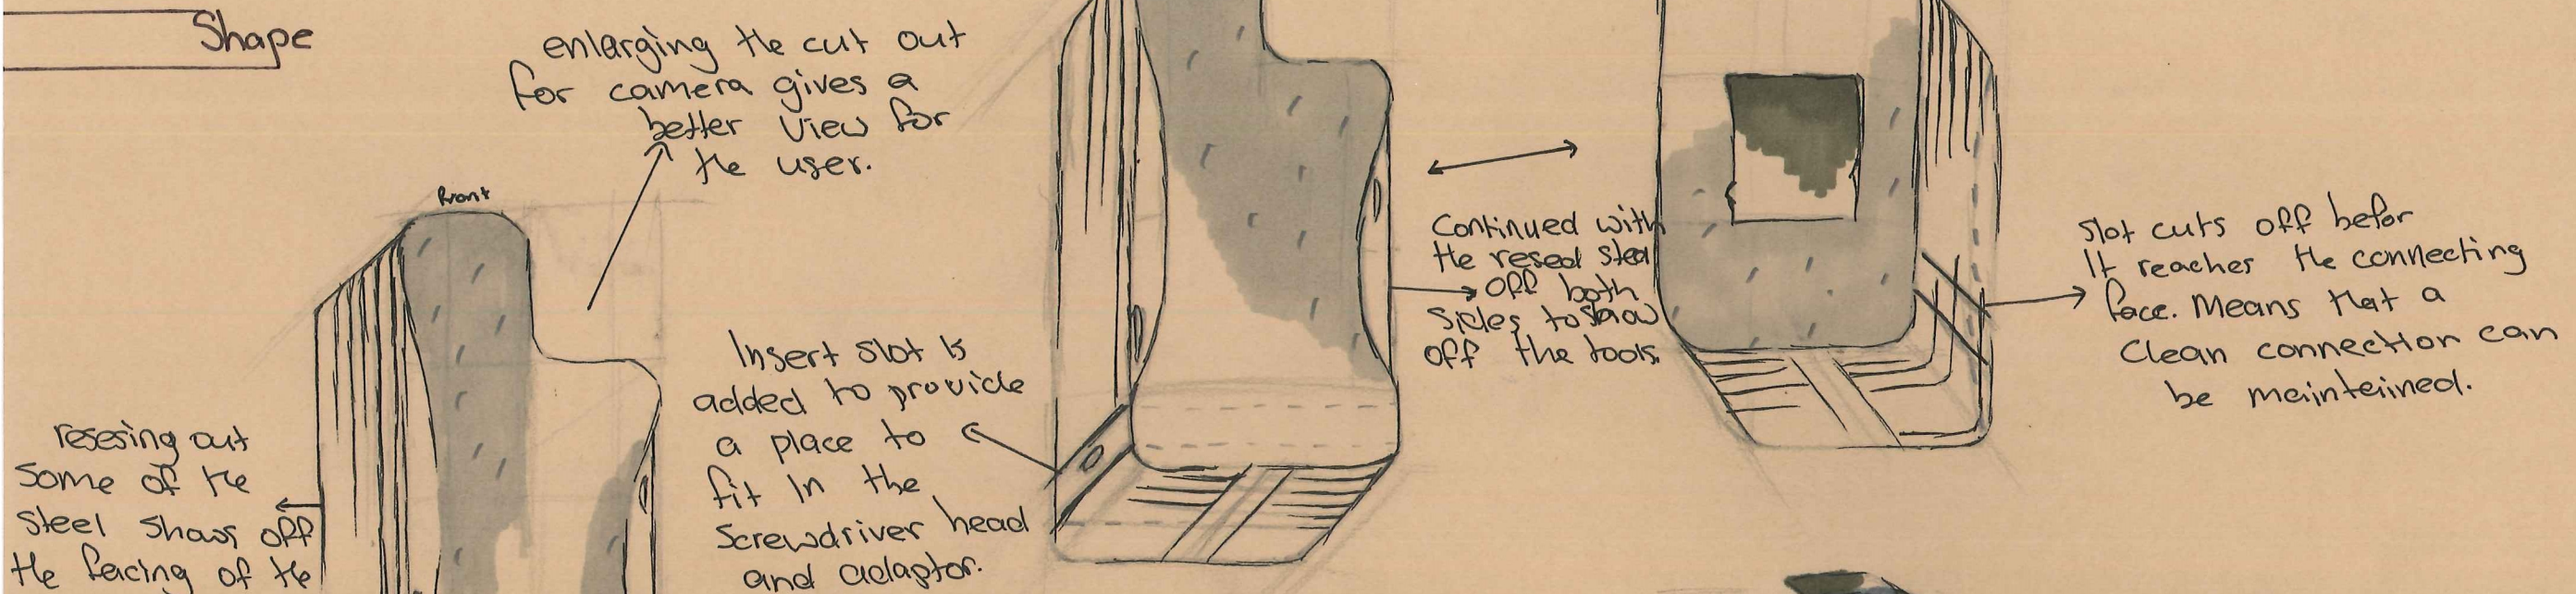 Shape
enlarging the cut out
for camera gives a
better view for
the user.
front
resesing out
some of the
steel shows off
the facing of the
Insert slot is
added to provide
a place to
fit in the
screwdriver head
and adaptor.
Continued with
the resed steal
off both
sides to show
off the tools.
slot cuts off befor
It reaches the connecting
face. Means that a
Clean connection can
be meinteiined.